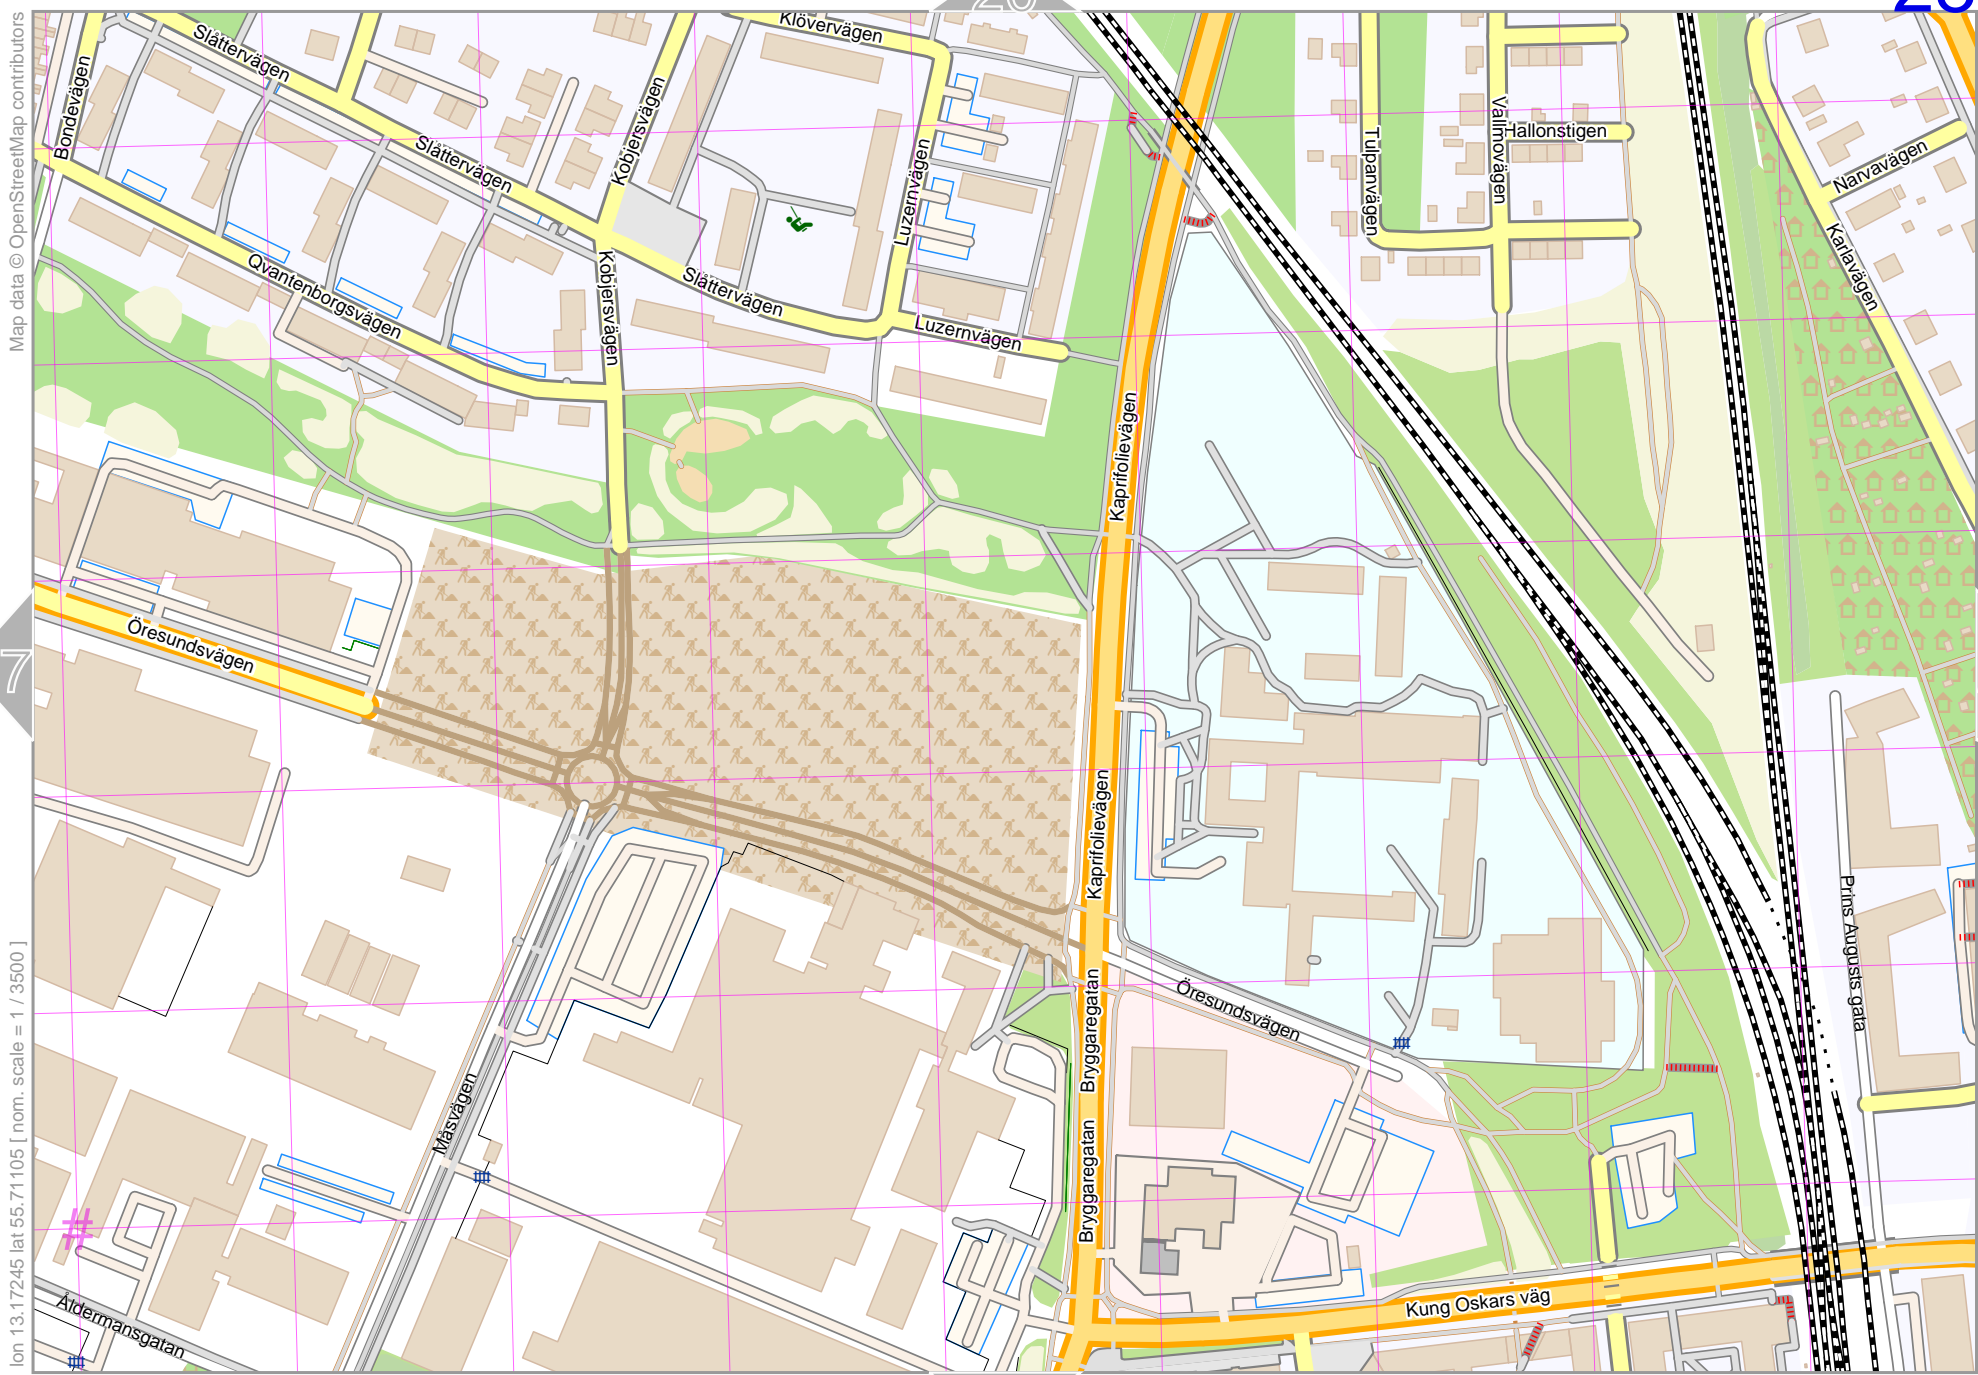 Map data © OpenStreetMap contributors
lon 13.17245 lat 55.71105 [ nom. scale = 1 / 3500 ]
7
Bondevägen
Slåttervägen
Slåttervägen
Slåttervägen
Kobjersvägen
Kobjersvägen
Klövervägen
Luzernvägen
Luzernvägen
Qvantenborgsvägen
Tulpanvägen
Vallmovägen
Hallonstigen
Narvavägen
Karlavägen
Kaprifolievägen
Kaprifolievägen
Öresundsvägen
Öresundsvägen
Bryggaregatan
Bryggaregatan
Prins Augusts gata
Måsvägen
Åldermansgatan
Kung Oskars väg